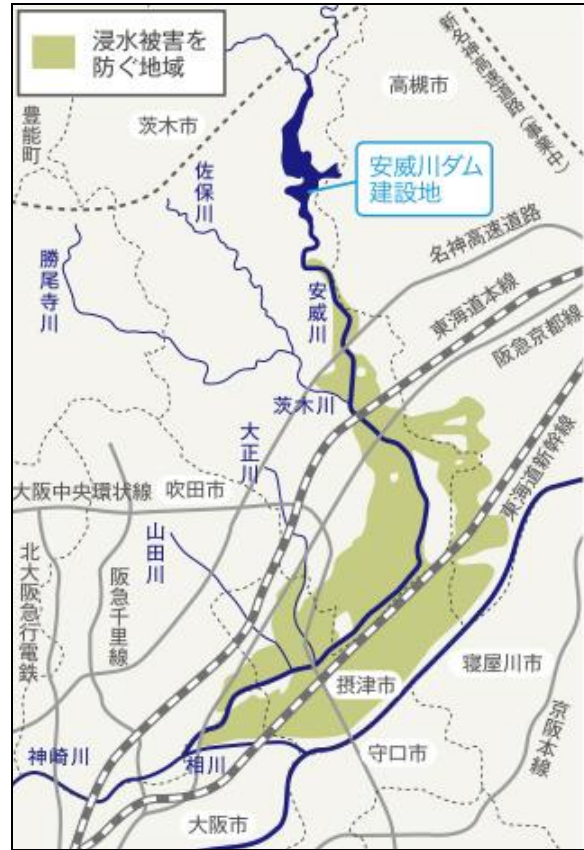 浸水被害を
防ぐ地域
新名神高速道路(事業中)
高槻市
茨木市
豊能町
佐保川
安威川ダム
建設地
勝尾寺川
名神高速道路
安威川
東海道本線
阪急京都線
茨木川
大正川
東海道新幹線
大阪中央環状線
吹田市
山田川
北大阪急行電鉄
阪急千里線
寝屋川市
摂津市
京阪本線
守口市
神崎川
相川
大阪市